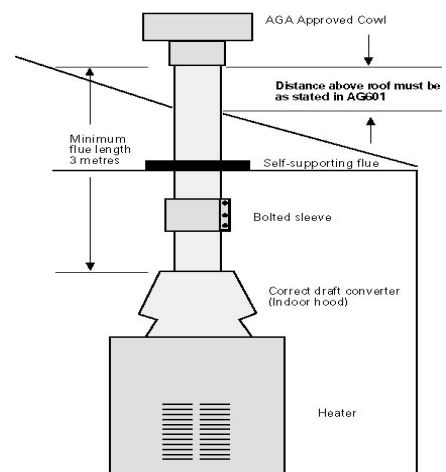 AGA Approved Cowl
Distance above roof must be
as stated in AG601
Minimum
flue length
3 metres
Self-supporting flue
Bolted sleeve
Correct draft converter
(Indoor hood)
Heater